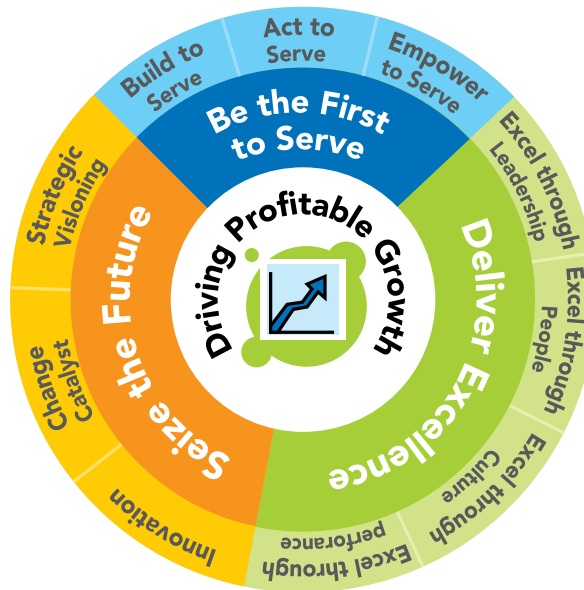 Build to
Serve
Act to
Serve
Empower
to Serve
Be the First
to Serve
Excel through
Leadership
Excel through
People
Excel through
Culture
Excel through
perforance
Deliver Excellence
Innovation
Change
Catalyst
Strategic
Visloning
Seize the Future
Driving Profitable Growth